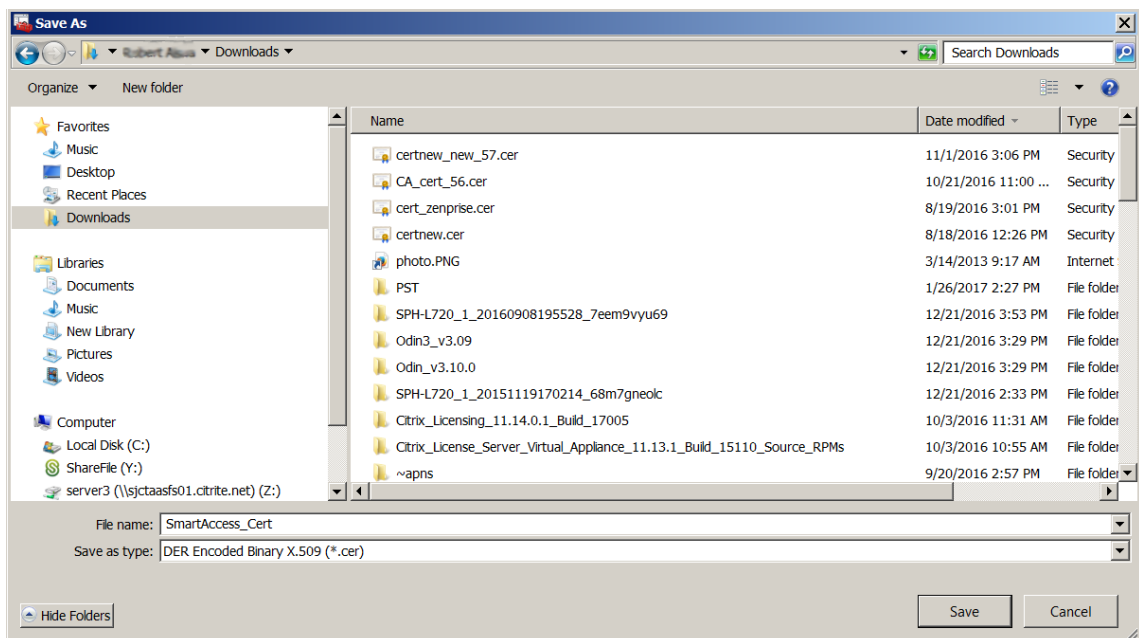 Save As
Downloads
Search Downloads
Organize
New folder
Favorites
Music
Desktop
Recent Places
Downloads
Libraries
Documents
Music
New Library
Pictures
Videos
Computer
Local Disk (C:)
ShareFile (Y:)
server3 (\\sjctaasfs01.citrite.net) (Z:)
Name Date modified Type
certnew_new_57.cer 11/1/2016 3:06 PM Security
CA_cert_56.cer 10/21/2016 11:00 ... Security
cert_zenprise.cer 8/19/2016 3:01 PM Security
certnew.cer 8/18/2016 12:26 PM Security
photo.PNG 3/14/2013 9:17 AM Internet
PST 1/26/2017 2:27 PM File folder
SPH-L720_1_20160908195528_7eem9vyu69 12/21/2016 3:53 PM File folder
Odin3_v3.09 12/21/2016 3:29 PM File folder
Odin_v3.10.0 12/21/2016 3:29 PM File folder
SPH-L720_1_20151119170214_68m7gneolc 12/21/2016 2:33 PM File folder
Citrix_Licensing_11.14.0.1_Build_17005 10/3/2016 11:31 AM File folder
Citrix_License_Server_Virtual_Appliance_11.13.1_Build_15110_Source_RPMs 10/3/2016 10:55 AM File folder
~apns 9/20/2016 2:57 PM File folder
File name: SmartAccess_Cert
Save as type: DER Encoded Binary X.509 (*.cer)
Hide Folders
Save
Cancel